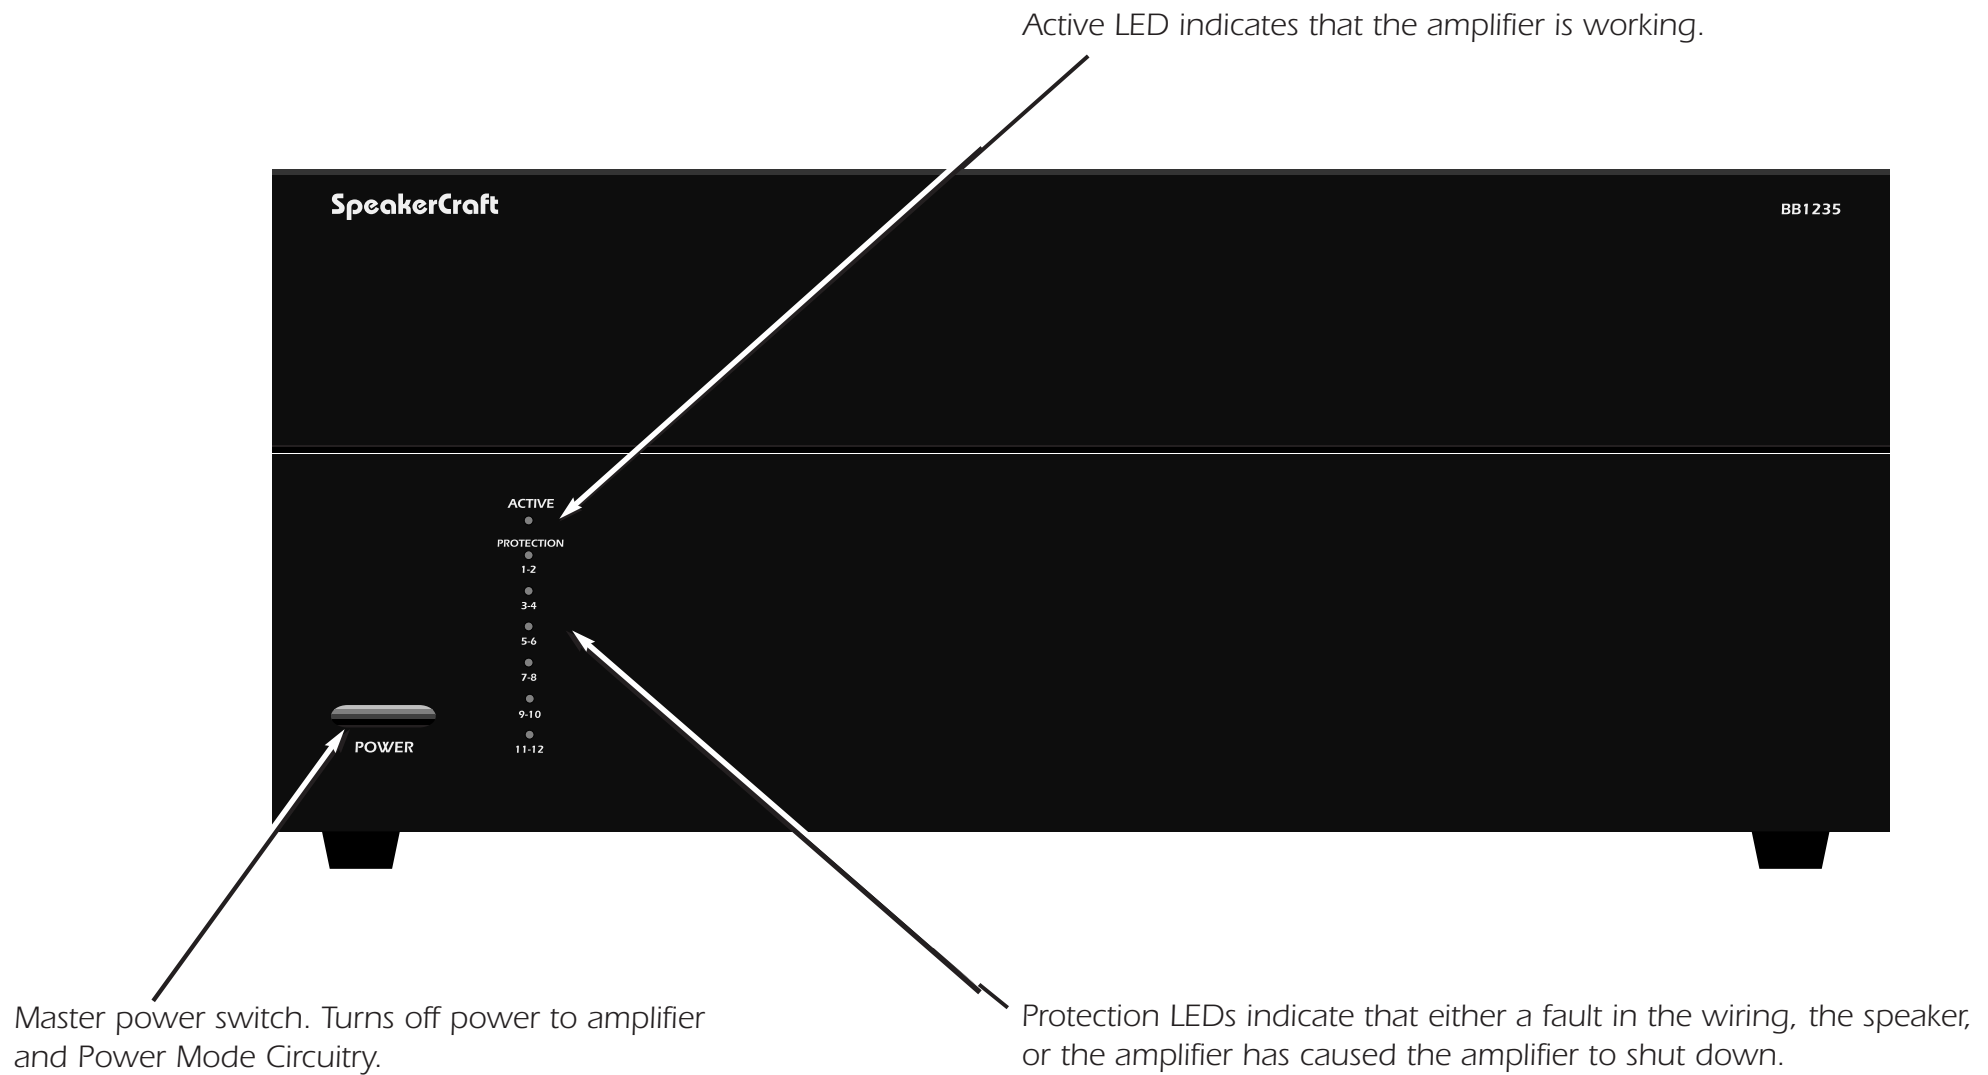 Active LED indicates that the amplifier is working.
SpeakerCraft
BB1235
ACTIVE
PROTECTION
1-2
3-4
5-6
7-8
9-10
11-12
POWER
Master power switch. Turns off power to amplifier
and Power Mode Circuitry.
Protection LEDs indicate that either a fault in the wiring, the speaker,
or the amplifier has caused the amplifier to shut down.